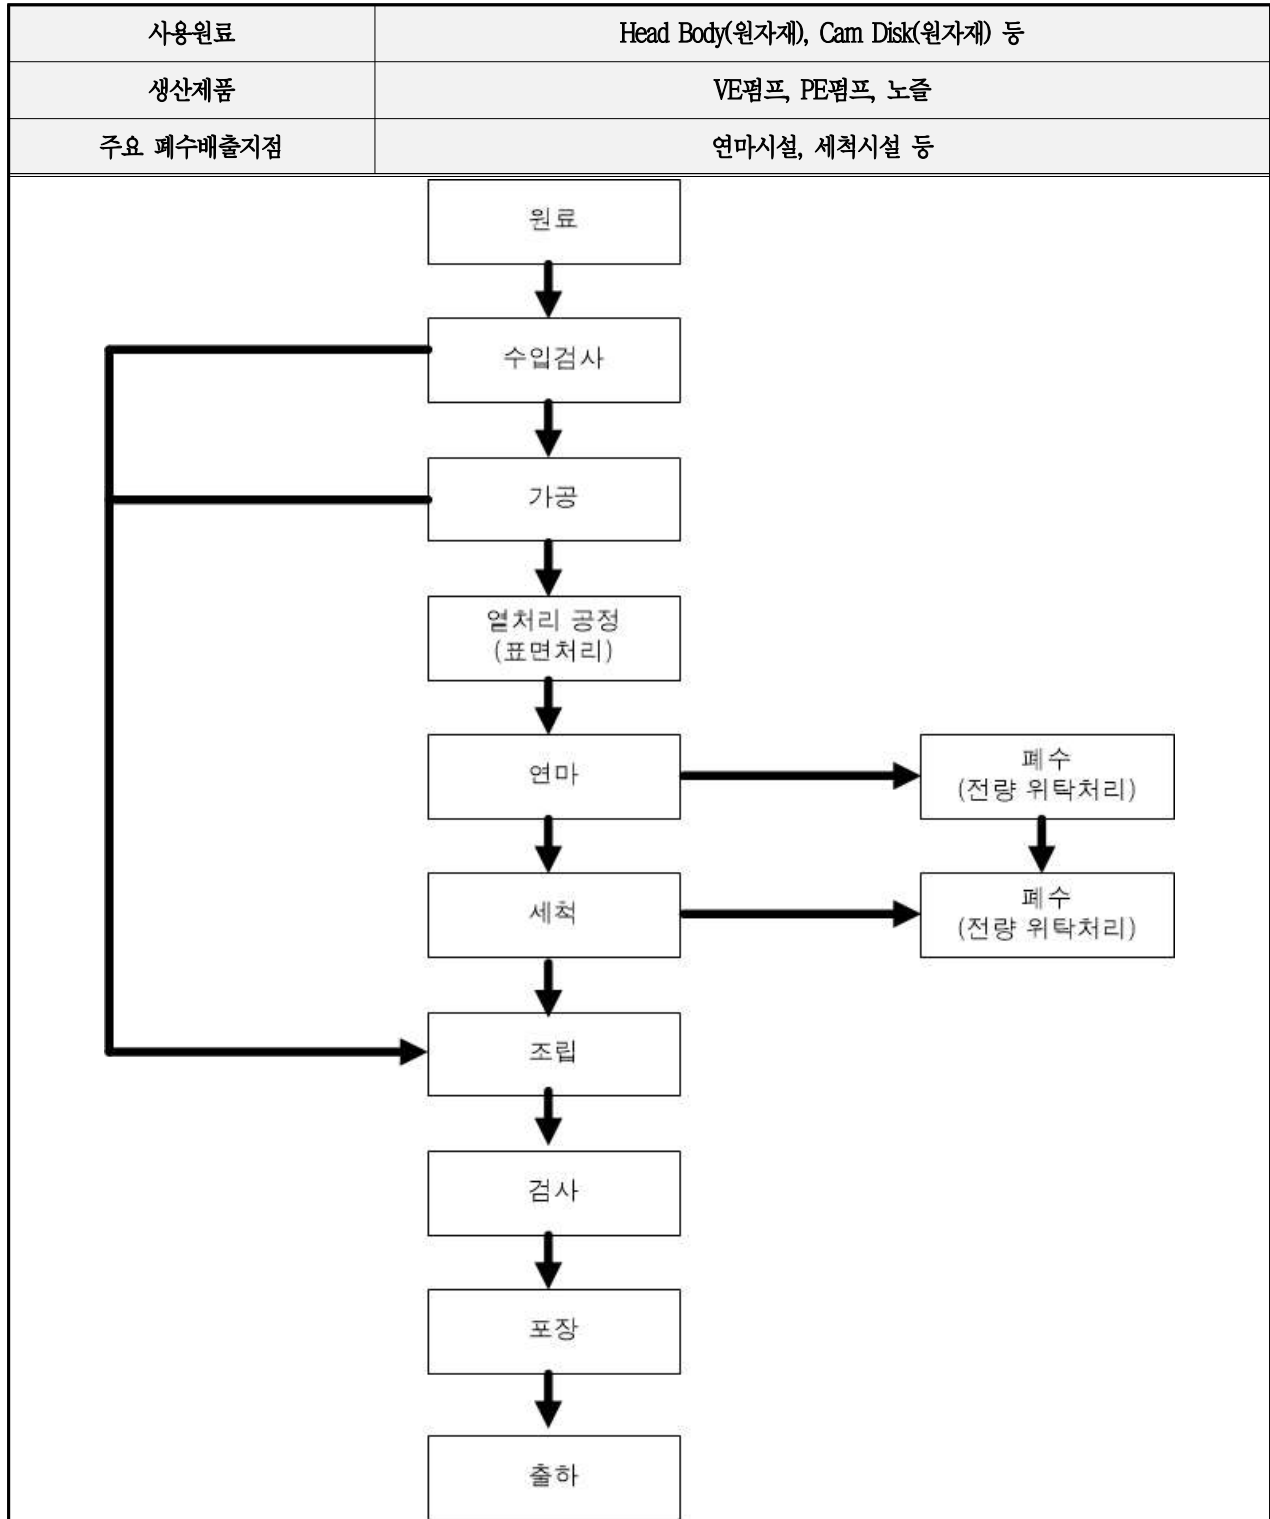 사용원료
Head Body(원자재), Cam Disk(원자재) 등
생산제품
VE펌프, PE펌프, 노즐
주요 폐수배출지점
연마시설, 세척시설 등
원료
수입검사
가공
열처리 공정
(표면처리)
연마
폐수
(전량 위탁처리)
세척
폐수
(전량 위탁처리)
조립
검사
포장
출하